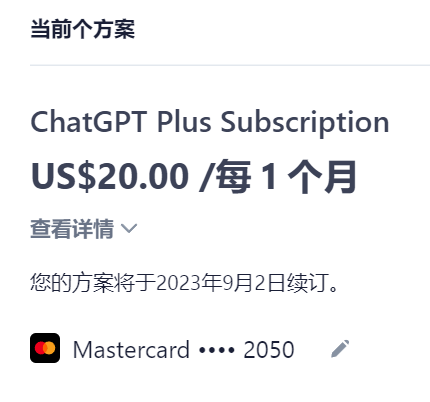 当前个方案
ChatGPT Plus Subscription
US$20.00 /每 1 个月
查看详情
您的方案将于2023年9月2日续订。
Mastercard •••• 2050